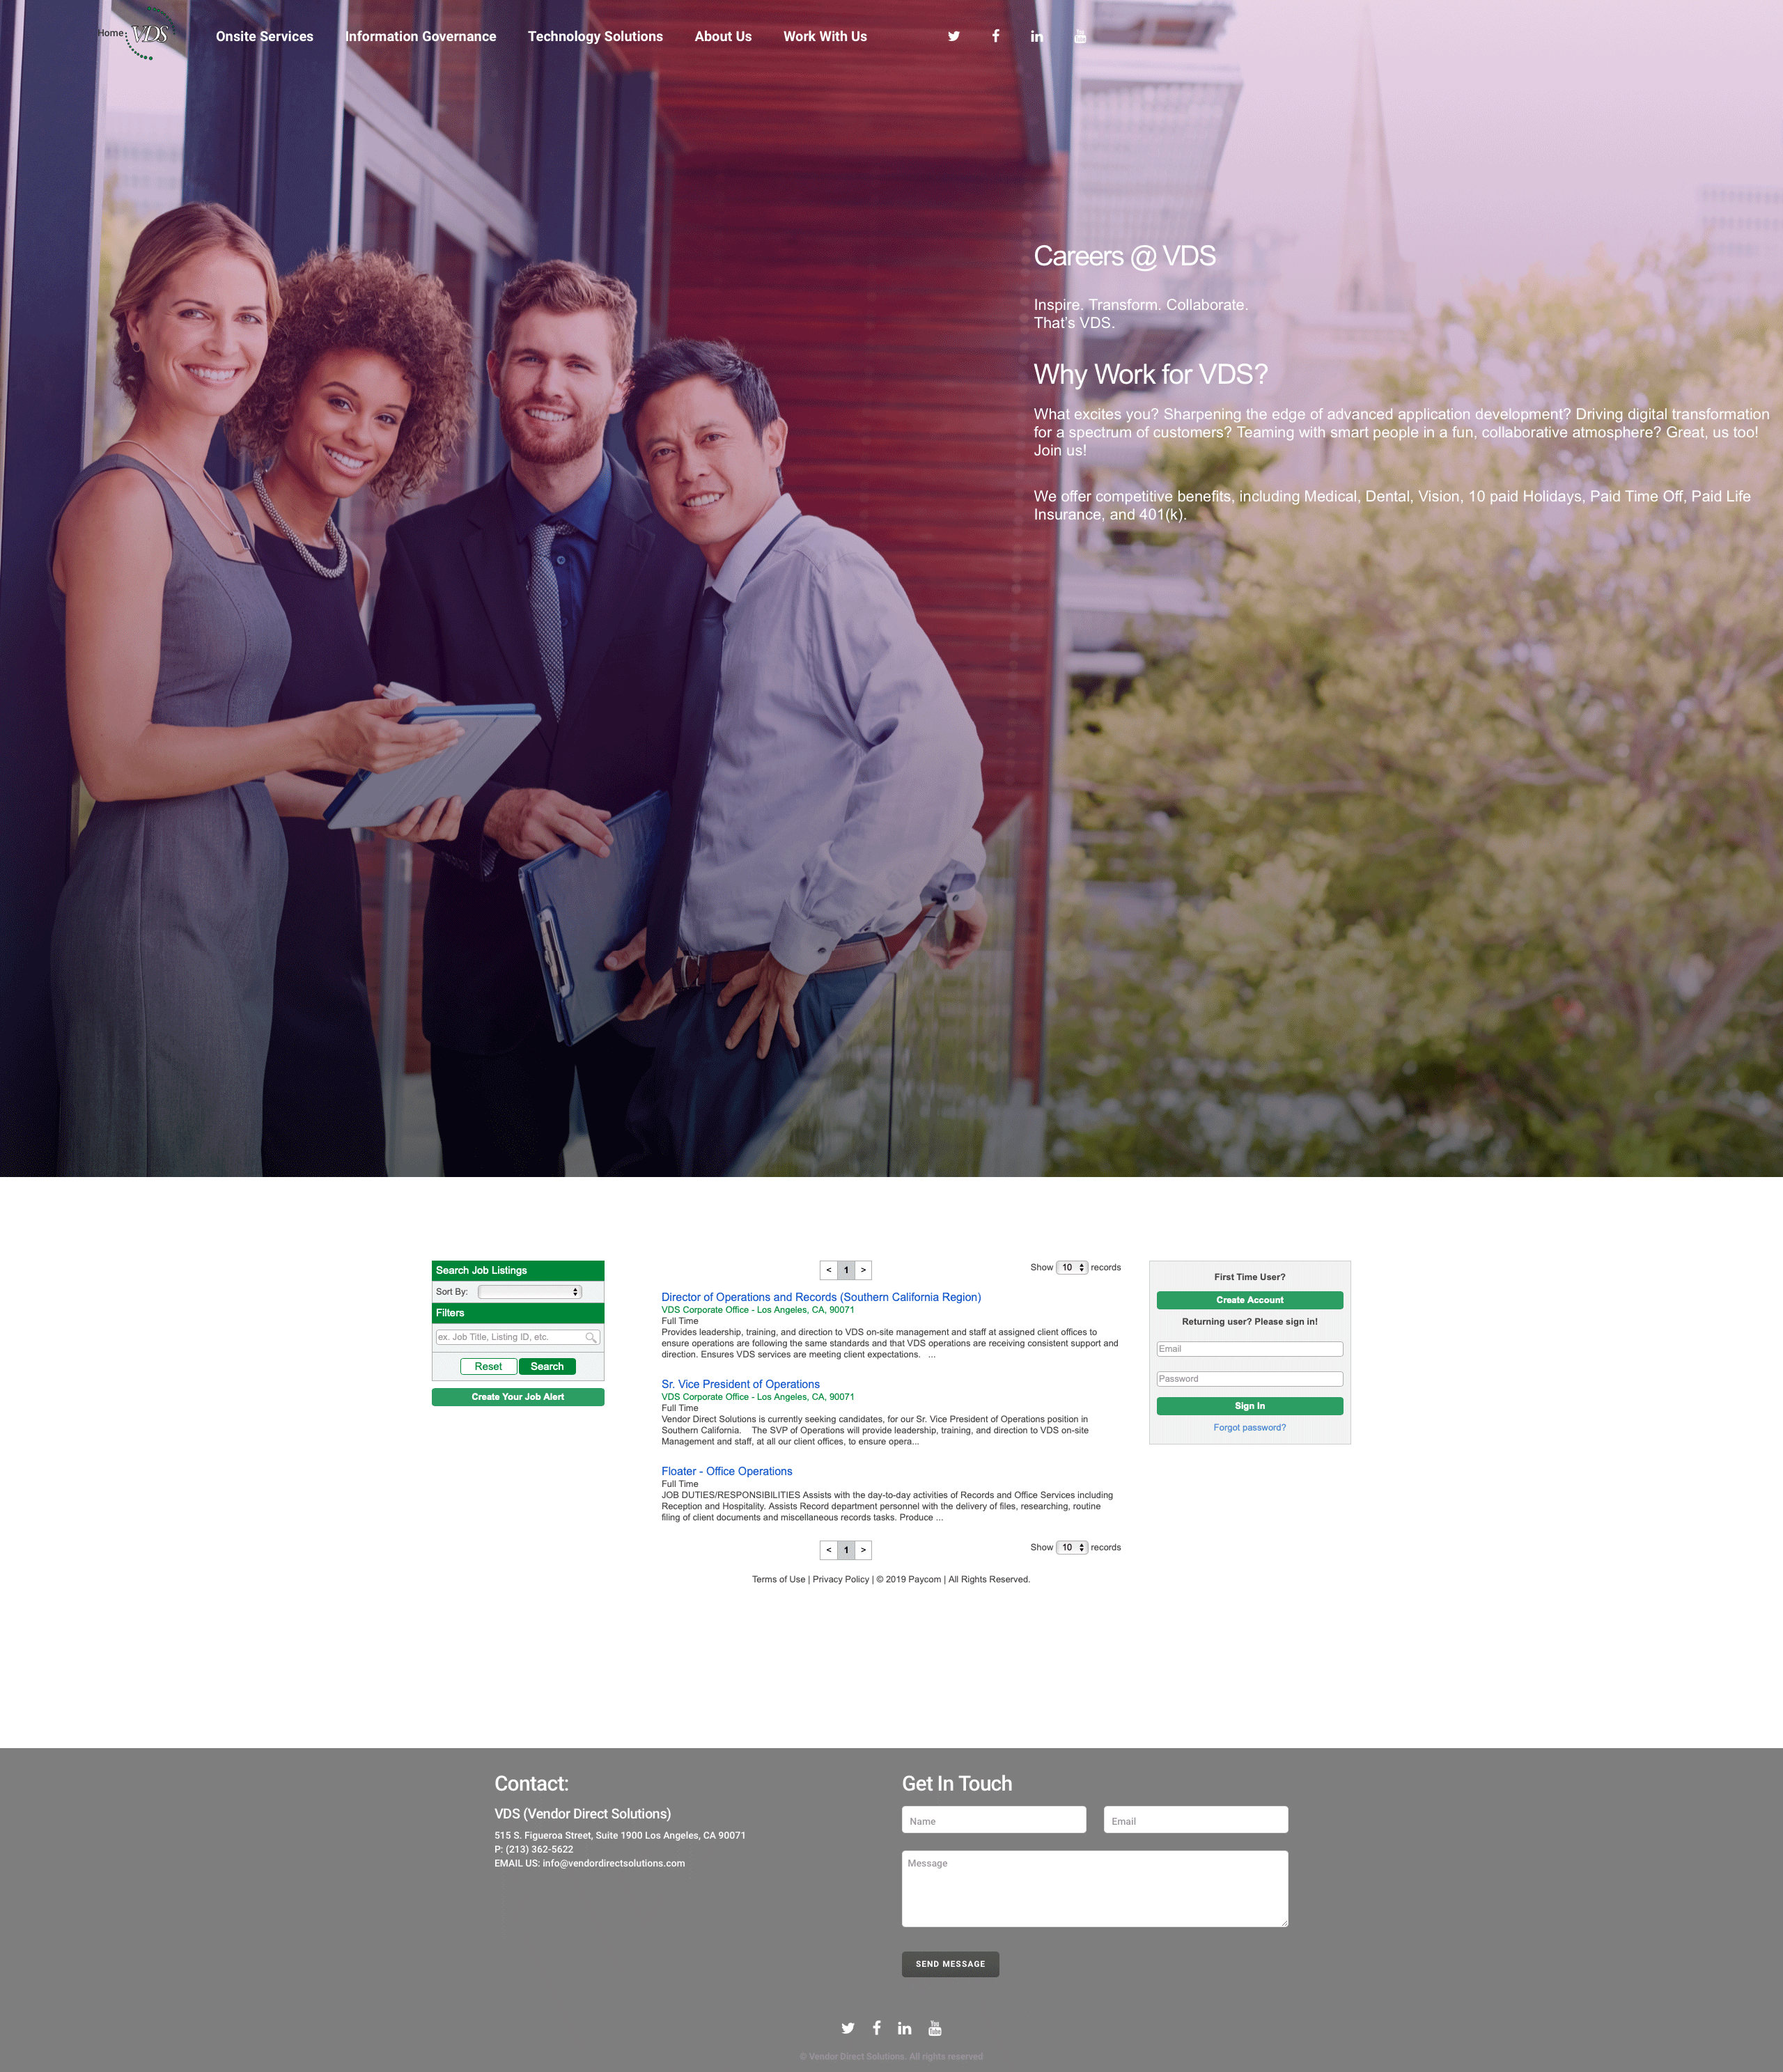 Home
VDS
Onsite Services
Information Governance
Technology Solutions
About Us
Work With Us
Careers @ VDS
Inspire. Transform. Collaborate.
That's VDS.
Why Work for VDS?
What excites you? Sharpening the edge of advanced application development? Driving digital transformation
for a spectrum of customers? Teaming with smart people in a fun, collaborative atmosphere? Great, us too!
Join us!
We offer competitive benefits, including Medical, Dental, Vision, 10 paid Holidays, Paid Time Off, Paid Life
Insurance, and 401(k).
Search Job Listings
Sort By:
Filters
ex. Job Title, Listing ID, etc.
Reset
Search
Create Your Job Alert
< 1 >
Show 10 records
Director of Operations and Records (Southern California Region)
VDS Corporate Office - Los Angeles, CA, 90071
Full Time
Provides leadership, training, and direction to VDS on-site management and staff at assigned client offices to
ensure operations are following the same standards and that VDS operations are receiving consistent support and
direction. Ensures VDS services are meeting client expectations. ...
Sr. Vice President of Operations
VDS Corporate Office - Los Angeles, CA, 90071
Full Time
Vendor Direct Solutions is currently seeking candidates, for our Sr. Vice President of Operations position in
Southern California. The SVP of Operations will provide leadership, training, and direction to VDS on-site
Management and staff, at all our client offices, to ensure opera...
Floater - Office Operations
Full Time
JOB DUTIES/RESPONSIBILITIES Assists with the day-to-day activities of Records and Office Services including
Reception and Hospitality. Assists Record department personnel with the delivery of files, researching, routine
filing of client documents and miscellaneous records tasks. Produce ...
< 1 >
Show 10 records
First Time User?
Create Account
Returning user? Please sign in!
Email
Password
Sign In
Forgot password?
Terms of Use | Privacy Policy | © 2019 Paycom | All Rights Reserved.
Contact:
VDS (Vendor Direct Solutions)
515 S. Figueroa Street, Suite 1900 Los Angeles, CA 90071
P: (213) 362-5622
EMAIL US: info@vendordirectsolutions.com
Get In Touch
Name
Email
Message
SEND MESSAGE
You
Tube
© Vendor Direct Solutions. All rights reserved